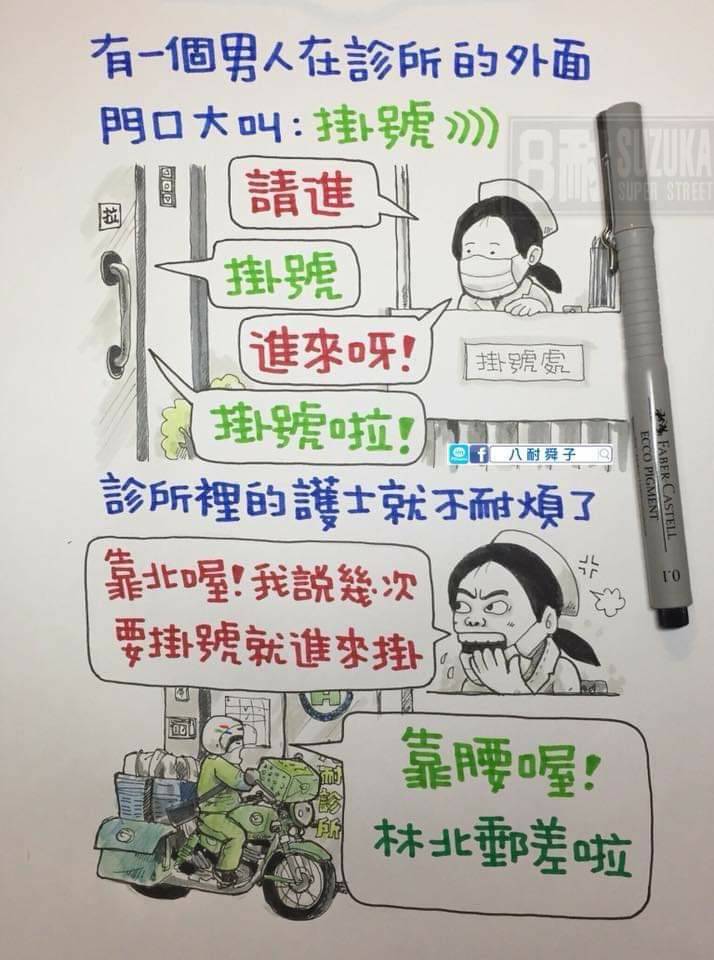 有一個男人在診所的外面
門口大叫：掛號))))
8耐 SUZUKA
SUPER STREET
拉
請進
掛號
進來呀！
掛號處
掛號啦！
八耐舜子
FABER-CASTELL
ECCO PIGMENT
0.1
診所裡的護士就不耐煩了
靠北喔！我說幾次
要掛號就進來掛
耐診所
靠腰喔！
林北郵差啦